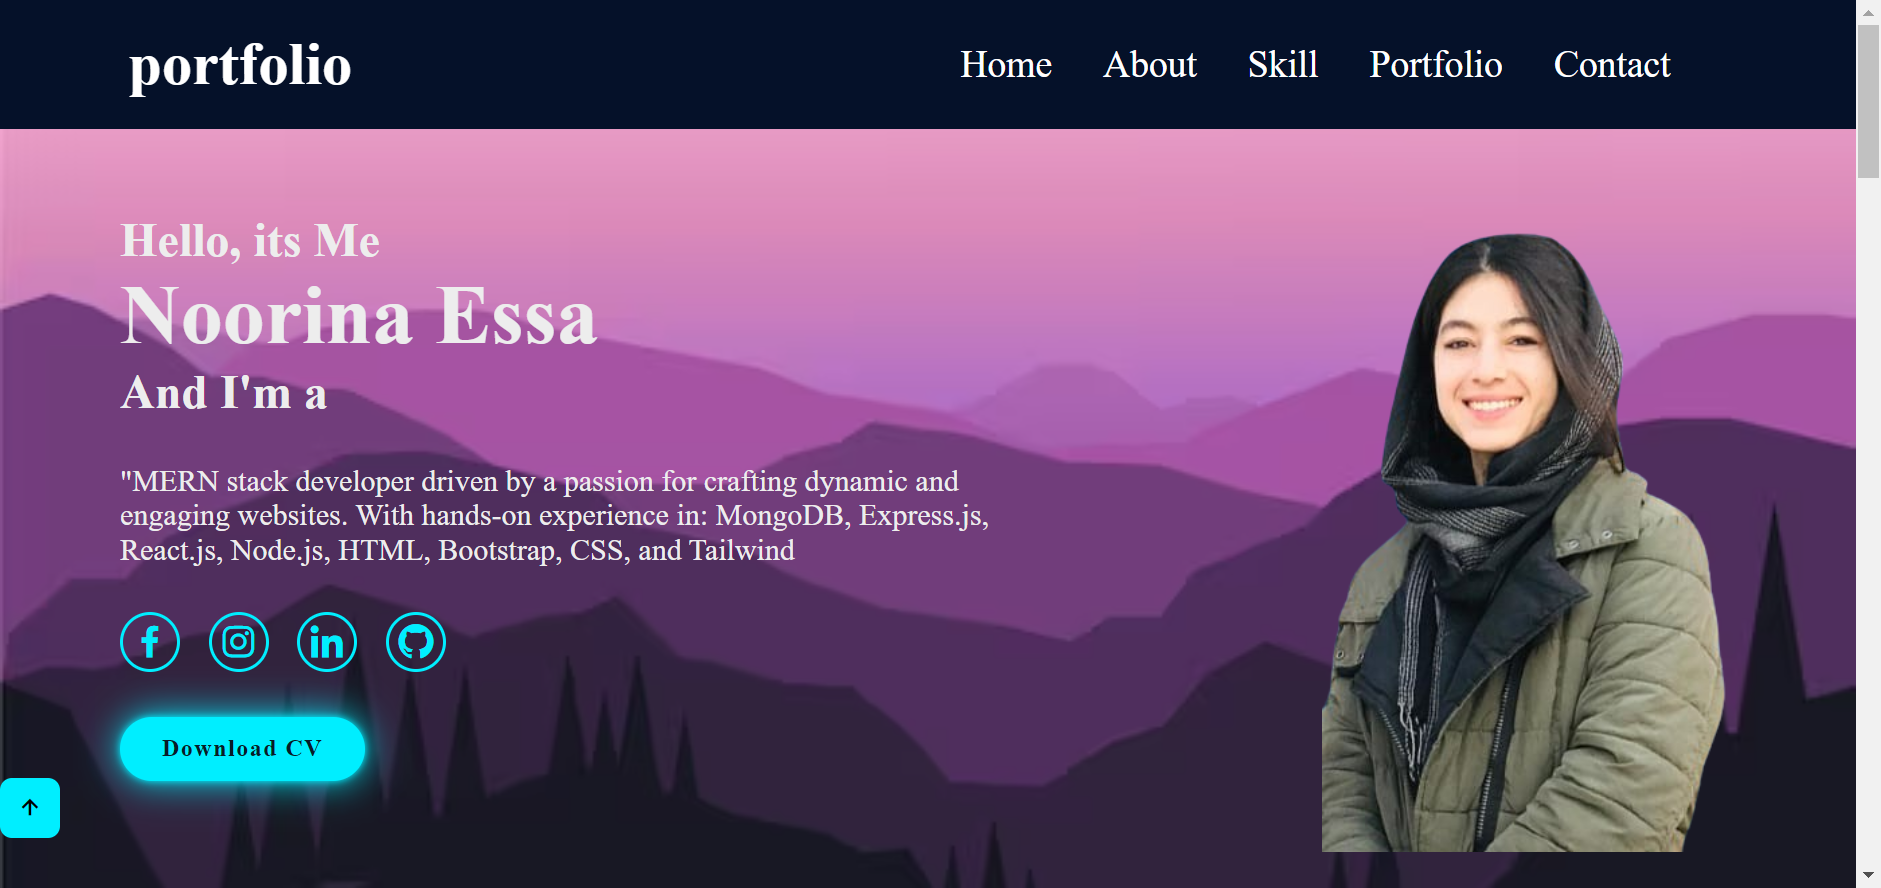 portfolio
Home About Skill Portfolio Contact
Hello, its Me
Noorina Essa
And I'm a
"MERN stack developer driven by a passion for crafting dynamic and
engaging websites. With hands-on experience in: MongoDB, Express.js,
React.js, Node.js, HTML, Bootstrap, CSS, and Tailwind
Download CV